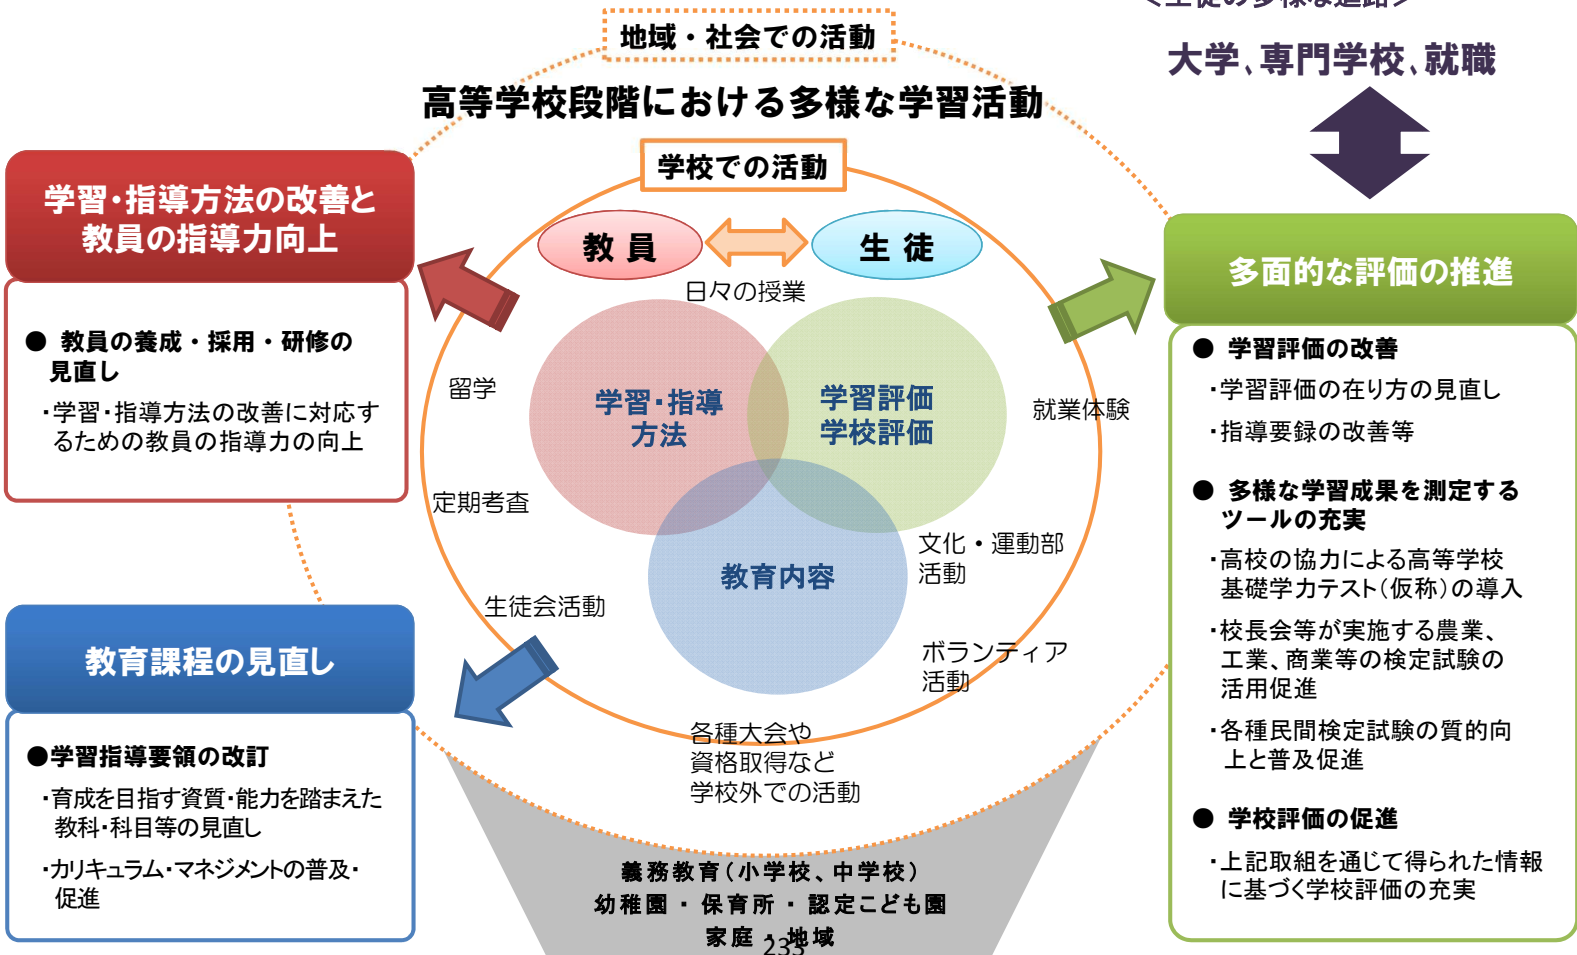 ＜生徒の多様な進路＞
大学、専門学校、就職
地域・社会での活動
高等学校段階における多様な学習活動
学校での活動
教員
生徒
日々の授業
学習・指導方法の改善と
教員の指導力向上
● 教員の養成・採用・研修の
見直し
・学習・指導方法の改善に対応す
るための教員の指導力の向上
教育課程の見直し
●学習指導要領の改訂
・育成を目指す資質・能力を踏まえた
教科・科目等の見直し
・カリキュラム・マネジメントの普及・
促進
留学
定期考査
生徒会活動
学習・指導
方法
学習評価
学校評価
教育内容
就業体験
文化・運動部
活動
ボランティア
活動
各種大会や
資格取得など
学校外での活動
多面的な評価の推進
● 学習評価の改善
・学習評価の在り方の見直し
・指導要録の改善等
● 多様な学習成果を測定する
ツールの充実
・高校の協力による高等学校
基礎学力テスト（仮称）の導入
・校長会等が実施する農業、
工業、商業等の検定試験の
活用促進
・各種民間検定試験の質的向
上と普及促進
● 学校評価の促進
・上記取組を通じて得られた情報
に基づく学校評価の充実
義務教育（小学校、中学校）
幼稚園・保育所・認定こども園
家庭・地域
233